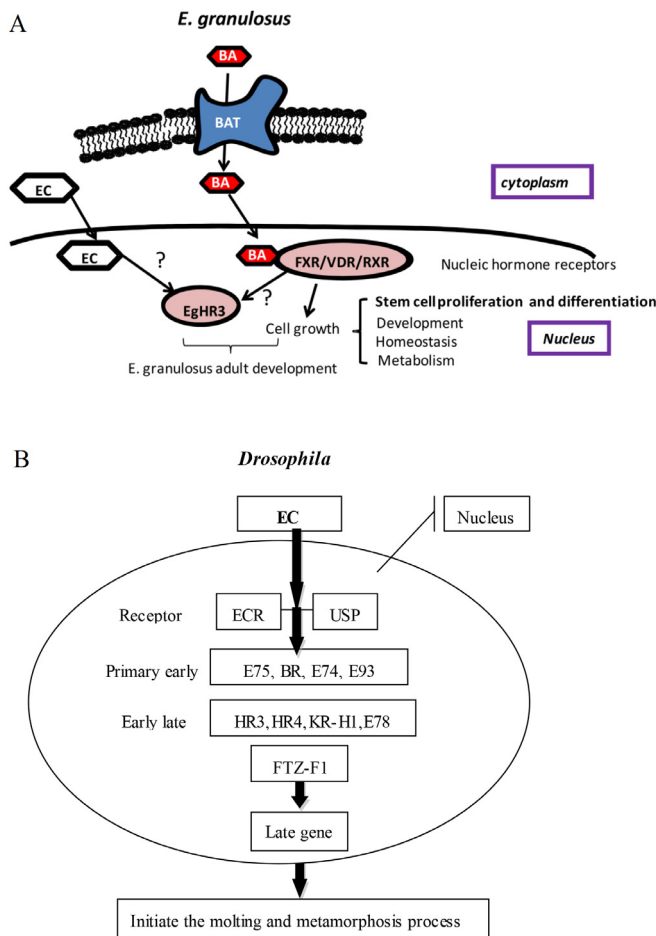 A
E. granulosus
BA
BAT
BA
cytoplasm
EC
EC
?
BA
FXR/VDR/RXR
Nucleic hormone receptors
EgHR3
?
Cell growth
Stem cell proliferation and differentiation
Development
Homeostasis
Metabolism
Nucleus
E. granulosus adult development
B
Drosophila
EC
Nucleus
Receptor
ECR
USP
Primary early
E75, BR, E74, E93
Early late
HR3, HR4, KR-H1, E78
FTZ-F1
Late gene
Initiate the molting and metamorphosis process